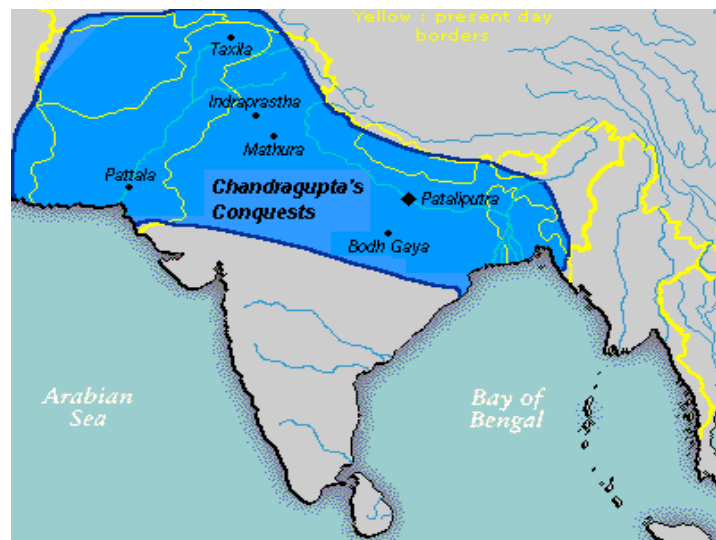 Yellow : present day
borders
Taxila
Indraprastha
Mathura
Pattala
Chandragupta's
Conquests
Pataliputra
Bodh Gaya
Arabian
Sea
Bay of
Bengal